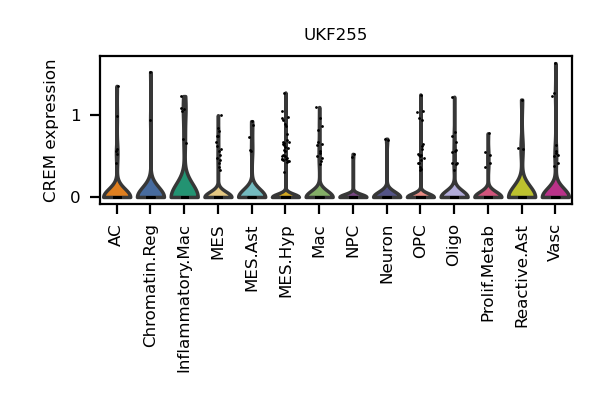 UKF255
CREM expression
1
0
AC
Chromatin.Reg
Inflammatory.Mac
MES
MES.Ast
MES.Hyp
Mac
NPC
Neuron
OPC
Oligo
Prolif.Metab
Reactive.Ast
Vasc